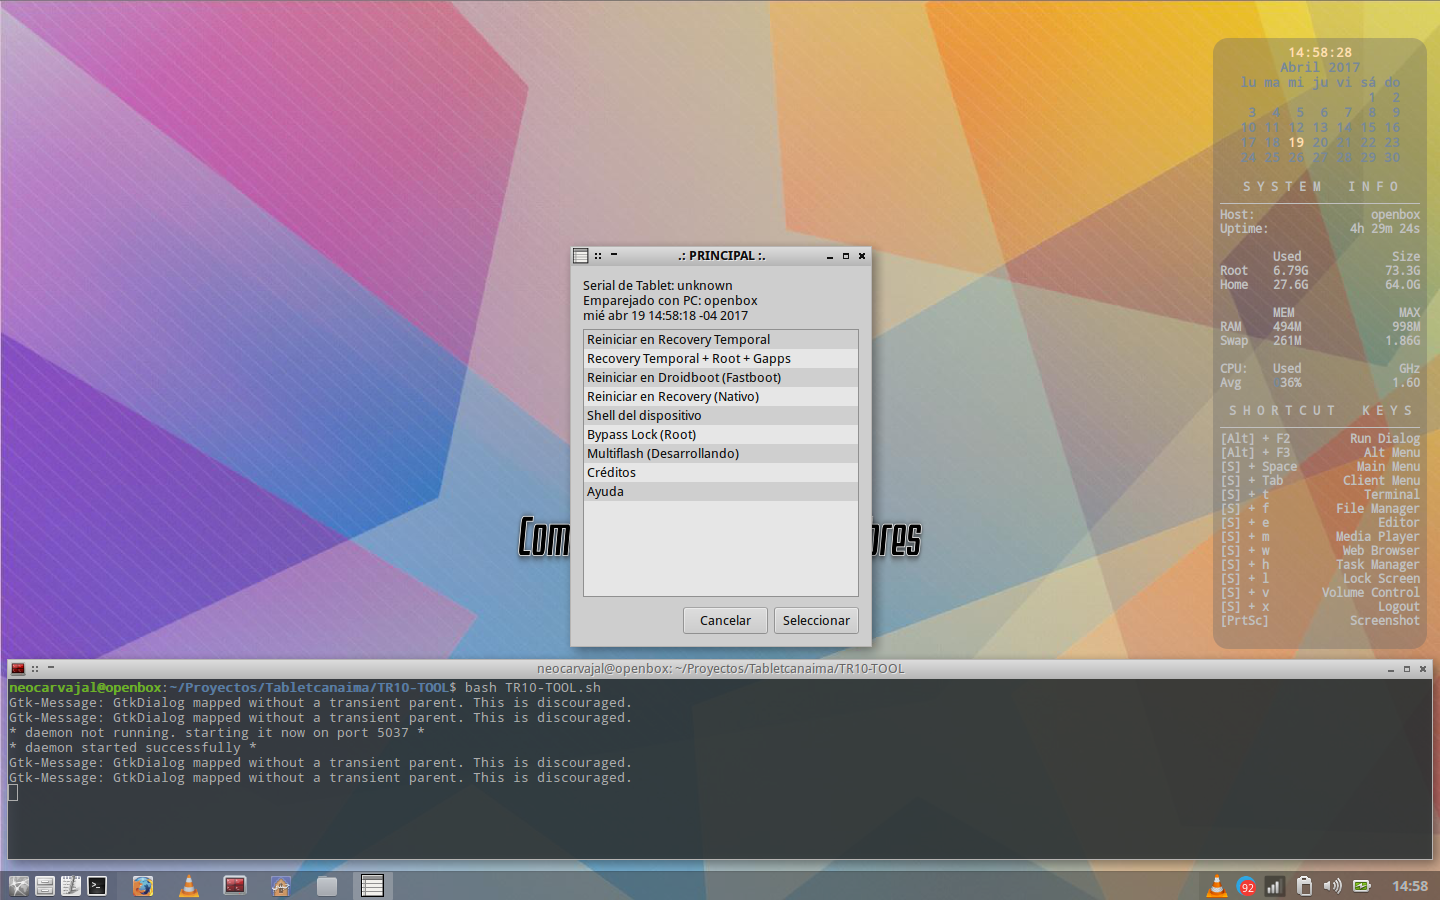 14:58:28
Abril 2017
lu ma mi ju vi sá do
1 2
3 4 5 6 7 8 9
10 11 12 13 14 15 16
17 18 19 20 21 22 23
24 25 26 27 28 29 30
SYSTEM INFO
Host: openbox
Uptime: 4h 29m 24s
Used Size
Root 6.79G 73.3G
Home 27.6G 64.0G
MEM MAX
RAM 494M 998M
Swap 261M 1.86G
CPU: Used GHz
Avg 36% 1.60
SHORTCUT KEYS
[Alt] + F2 Run Dialog
[Alt] + F3 Alt Menu
[S] + Space Main Menu
[S] + Tab Client Menu
[S] + t Terminal
[S] + f File Manager
[S] + e Editor
[S] + m Media Player
[S] + w Web Browser
[S] + h Task Manager
[S] + l Lock Screen
[S] + v Volume Control
[S] + x Logout
[PrtSc] Screenshot
.: PRINCIPAL :.
Serial de Tablet: unknown
Emparejado con PC: openbox
mié abr 19 14:58:18 -04 2017
Reiniciar en Recovery Temporal
Recovery Temporal + Root + Gapps
Reiniciar en Droidboot (Fastboot)
Reiniciar en Recovery (Nativo)
Shell del dispositivo
Bypass Lock (Root)
Multiflash (Desarrollando)
Créditos
Ayuda
Cancelar Seleccionar
neocarvajal@openbox: ~/Proyectos/Tabletcanaima/TR10-TOOL
neocarvajal@openbox:~/Proyectos/Tabletcanaima/TR10-TOOL$ bash TR10-TOOL.sh
Gtk-Message: GtkDialog mapped without a transient parent. This is discouraged.
Gtk-Message: GtkDialog mapped without a transient parent. This is discouraged.
* daemon not running. starting it now on port 5037 *
* daemon started successfully *
Gtk-Message: GtkDialog mapped without a transient parent. This is discouraged.
Gtk-Message: GtkDialog mapped without a transient parent. This is discouraged.
92
14:58